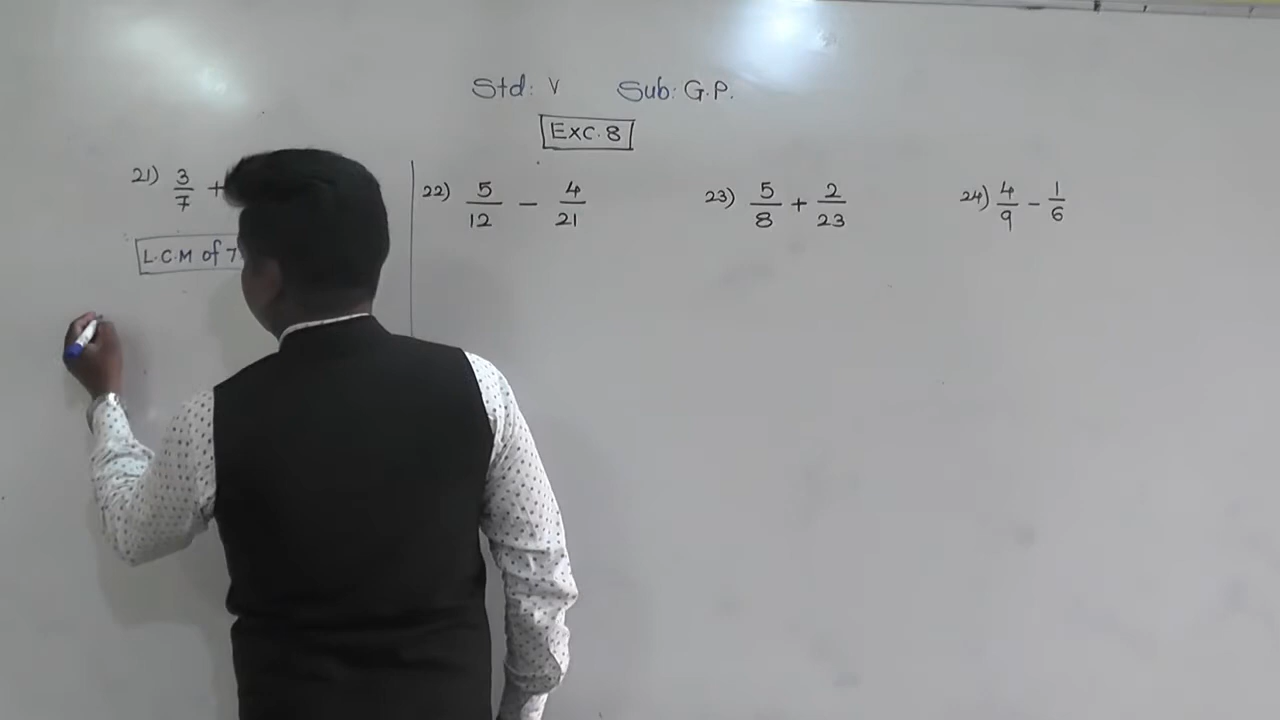 Std: V Sub: G.P.
Exc. 8
21) 3/7 +
L.C.M of 7
22) 5/12 - 4/21
23) 5/8 + 2/23
24) 4/9 - 1/6